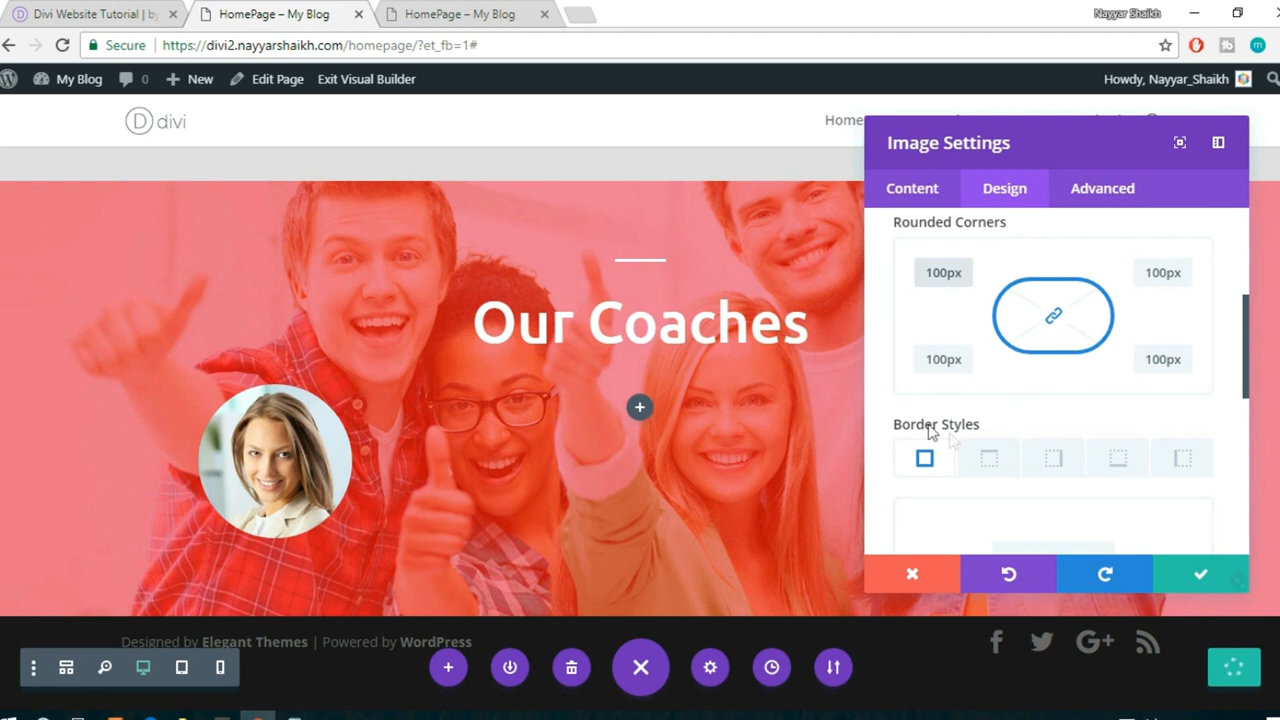 Divi Website Tutorial | by
HomePage – My Blog
HomePage – My Blog
Nayyar Shaikh
Secure
https://divi2.nayyarshaikh.com/homepage/?et_fb=1#
My Blog
0
New
Edit Page
Exit Visual Builder
Howdy, Nayyar_Shaikh
D divi
Home
Image Settings
Content
Design
Advanced
Rounded Corners
100px
100px
100px
100px
Border Styles
Our Coaches
Designed by Elegant Themes | Powered by WordPress